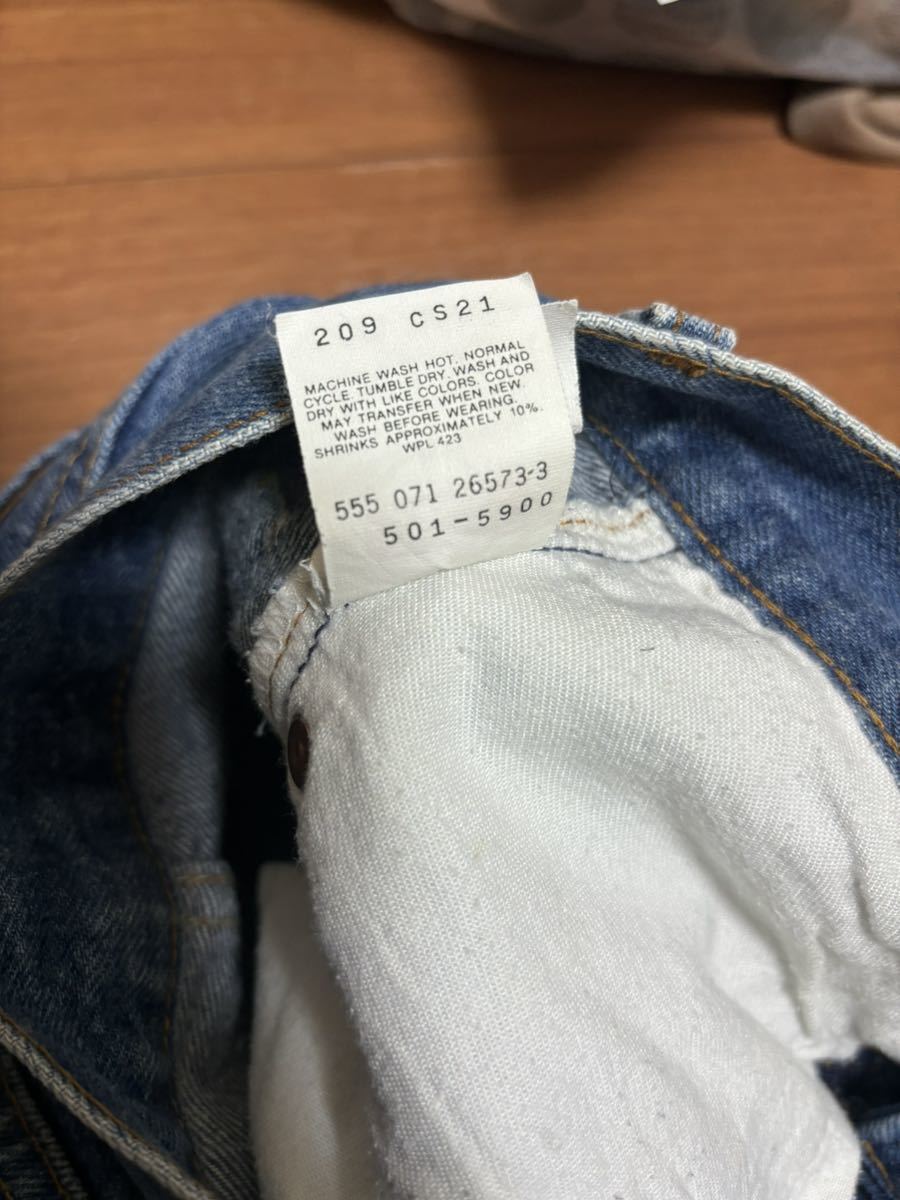 209 CS21
MACHINE WASH HOT, NORMAL
CYCLE. TUMBLE DRY. WASH AND
DRY WITH LIKE COLORS. COLOR
MAY TRANSFER WHEN NEW.
WASH BEFORE WEARING.
SHRINKS APPROXIMATELY 10%.
WPL 423
555 071 26573-3
501-5900